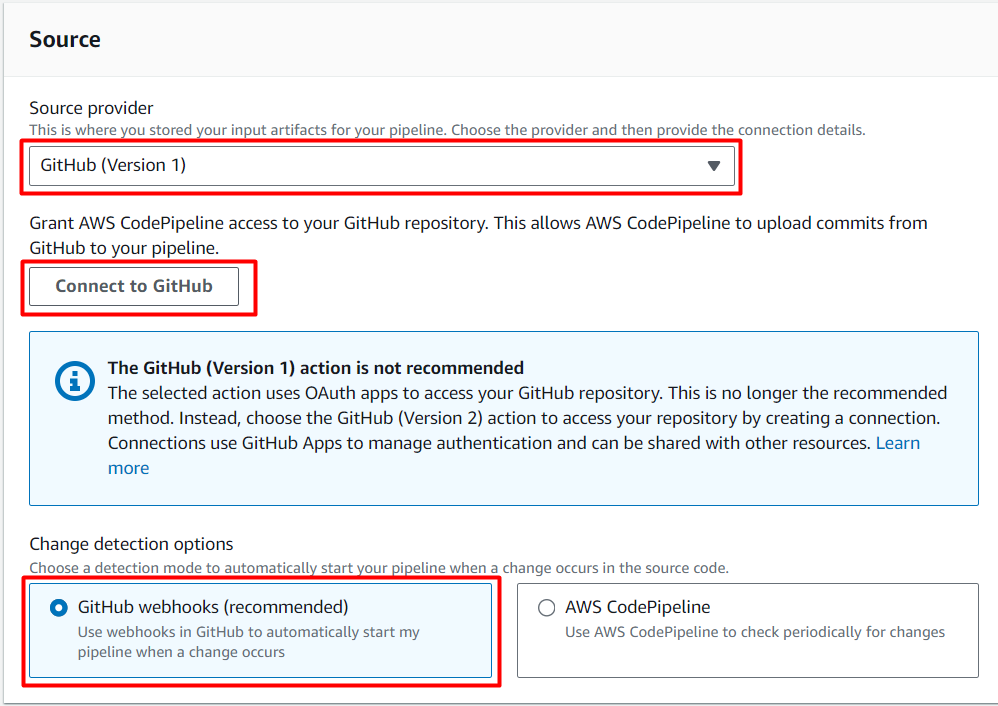 Source
Source provider
This is where you stored your input artifacts for your pipeline. Choose the provider and then provide the connection details.
GitHub (Version 1)
Grant AWS CodePipeline access to your GitHub repository. This allows AWS CodePipeline to upload commits from
GitHub to your pipeline.
Connect to GitHub
The GitHub (Version 1) action is not recommended
The selected action uses OAuth apps to access your GitHub repository. This is no longer the recommended
method. Instead, choose the GitHub (Version 2) action to access your repository by creating a connection.
Connections use GitHub Apps to manage authentication and can be shared with other resources. Learn
more
Change detection options
Choose a detection mode to automatically start your pipeline when a change occurs in the source code.
GitHub webhooks (recommended)
Use webhooks in GitHub to automatically start my
pipeline when a change occurs
AWS CodePipeline
Use AWS CodePipeline to check periodically for changes